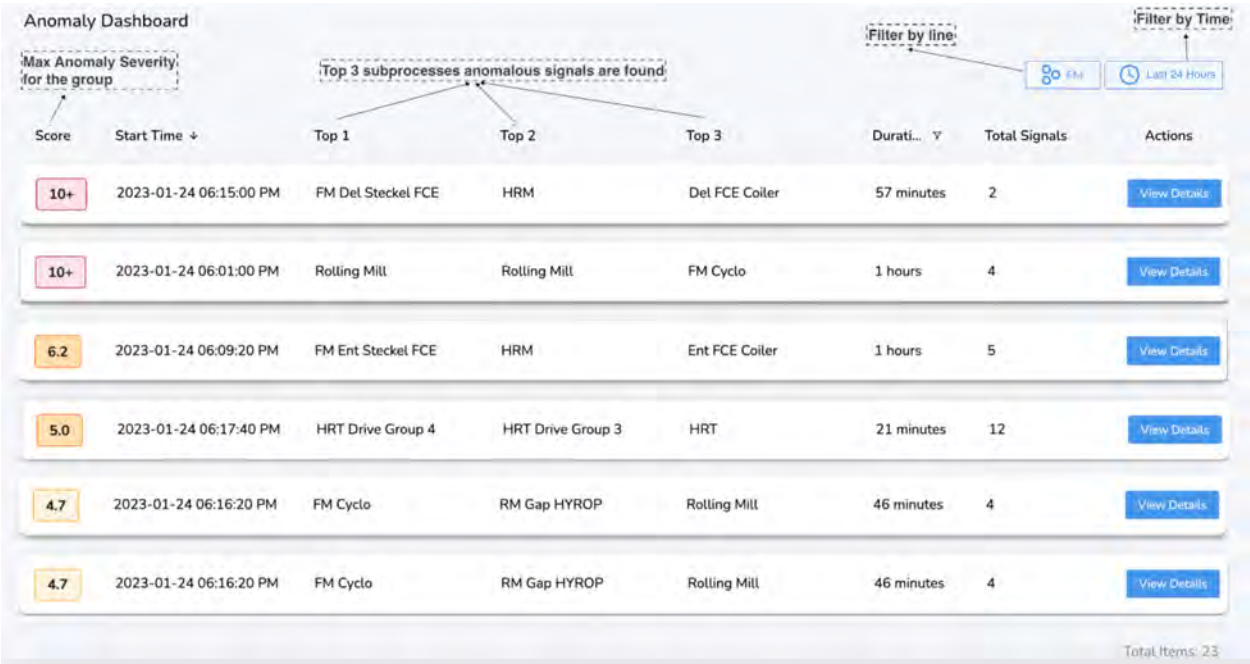 Anomaly Dashboard
Filter by Time
Filter by line
Max Anomaly Severity
for the group
Top 3 subprocesses anomalous signals are found
FM Last 24 Hours
Score Start Time ↓ Top 1 Top 2 Top 3 Durati... Total Signals Actions
10+ 2023-01-24 06:15:00 PM FM Del Steckel FCE HRM Del FCE Coiler 57 minutes 2 View Details
10+ 2023-01-24 06:01:00 PM Rolling Mill Rolling Mill FM Cyclo 1 hours 4 View Details
6.2 2023-01-24 06:09:20 PM FM Ent Steckel FCE HRM Ent FCE Coiler 1 hours 5 View Details
5.0 2023-01-24 06:17:40 PM HRT Drive Group 4 HRT Drive Group 3 HRT 21 minutes 12 View Details
4.7 2023-01-24 06:16:20 PM FM Cyclo RM Gap HYROP Rolling Mill 46 minutes 4 View Details
4.7 2023-01-24 06:16:20 PM FM Cyclo RM Gap HYROP Rolling Mill 46 minutes 4 View Details
Total Items: 23